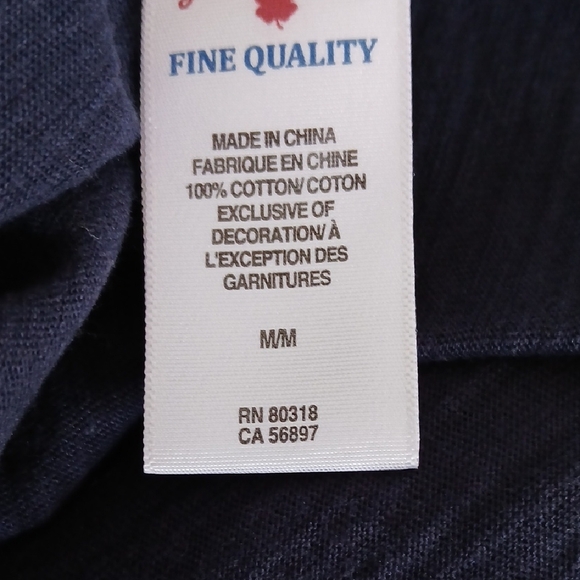 FINE QUALITY
MADE IN CHINA
FABRIQUE EN CHINE
100% COTTON/ COTON
EXCLUSIVE OF
DECORATION/ À
L'EXCEPTION DES
GARNITURES
M/M
RN 80318
CA 56897